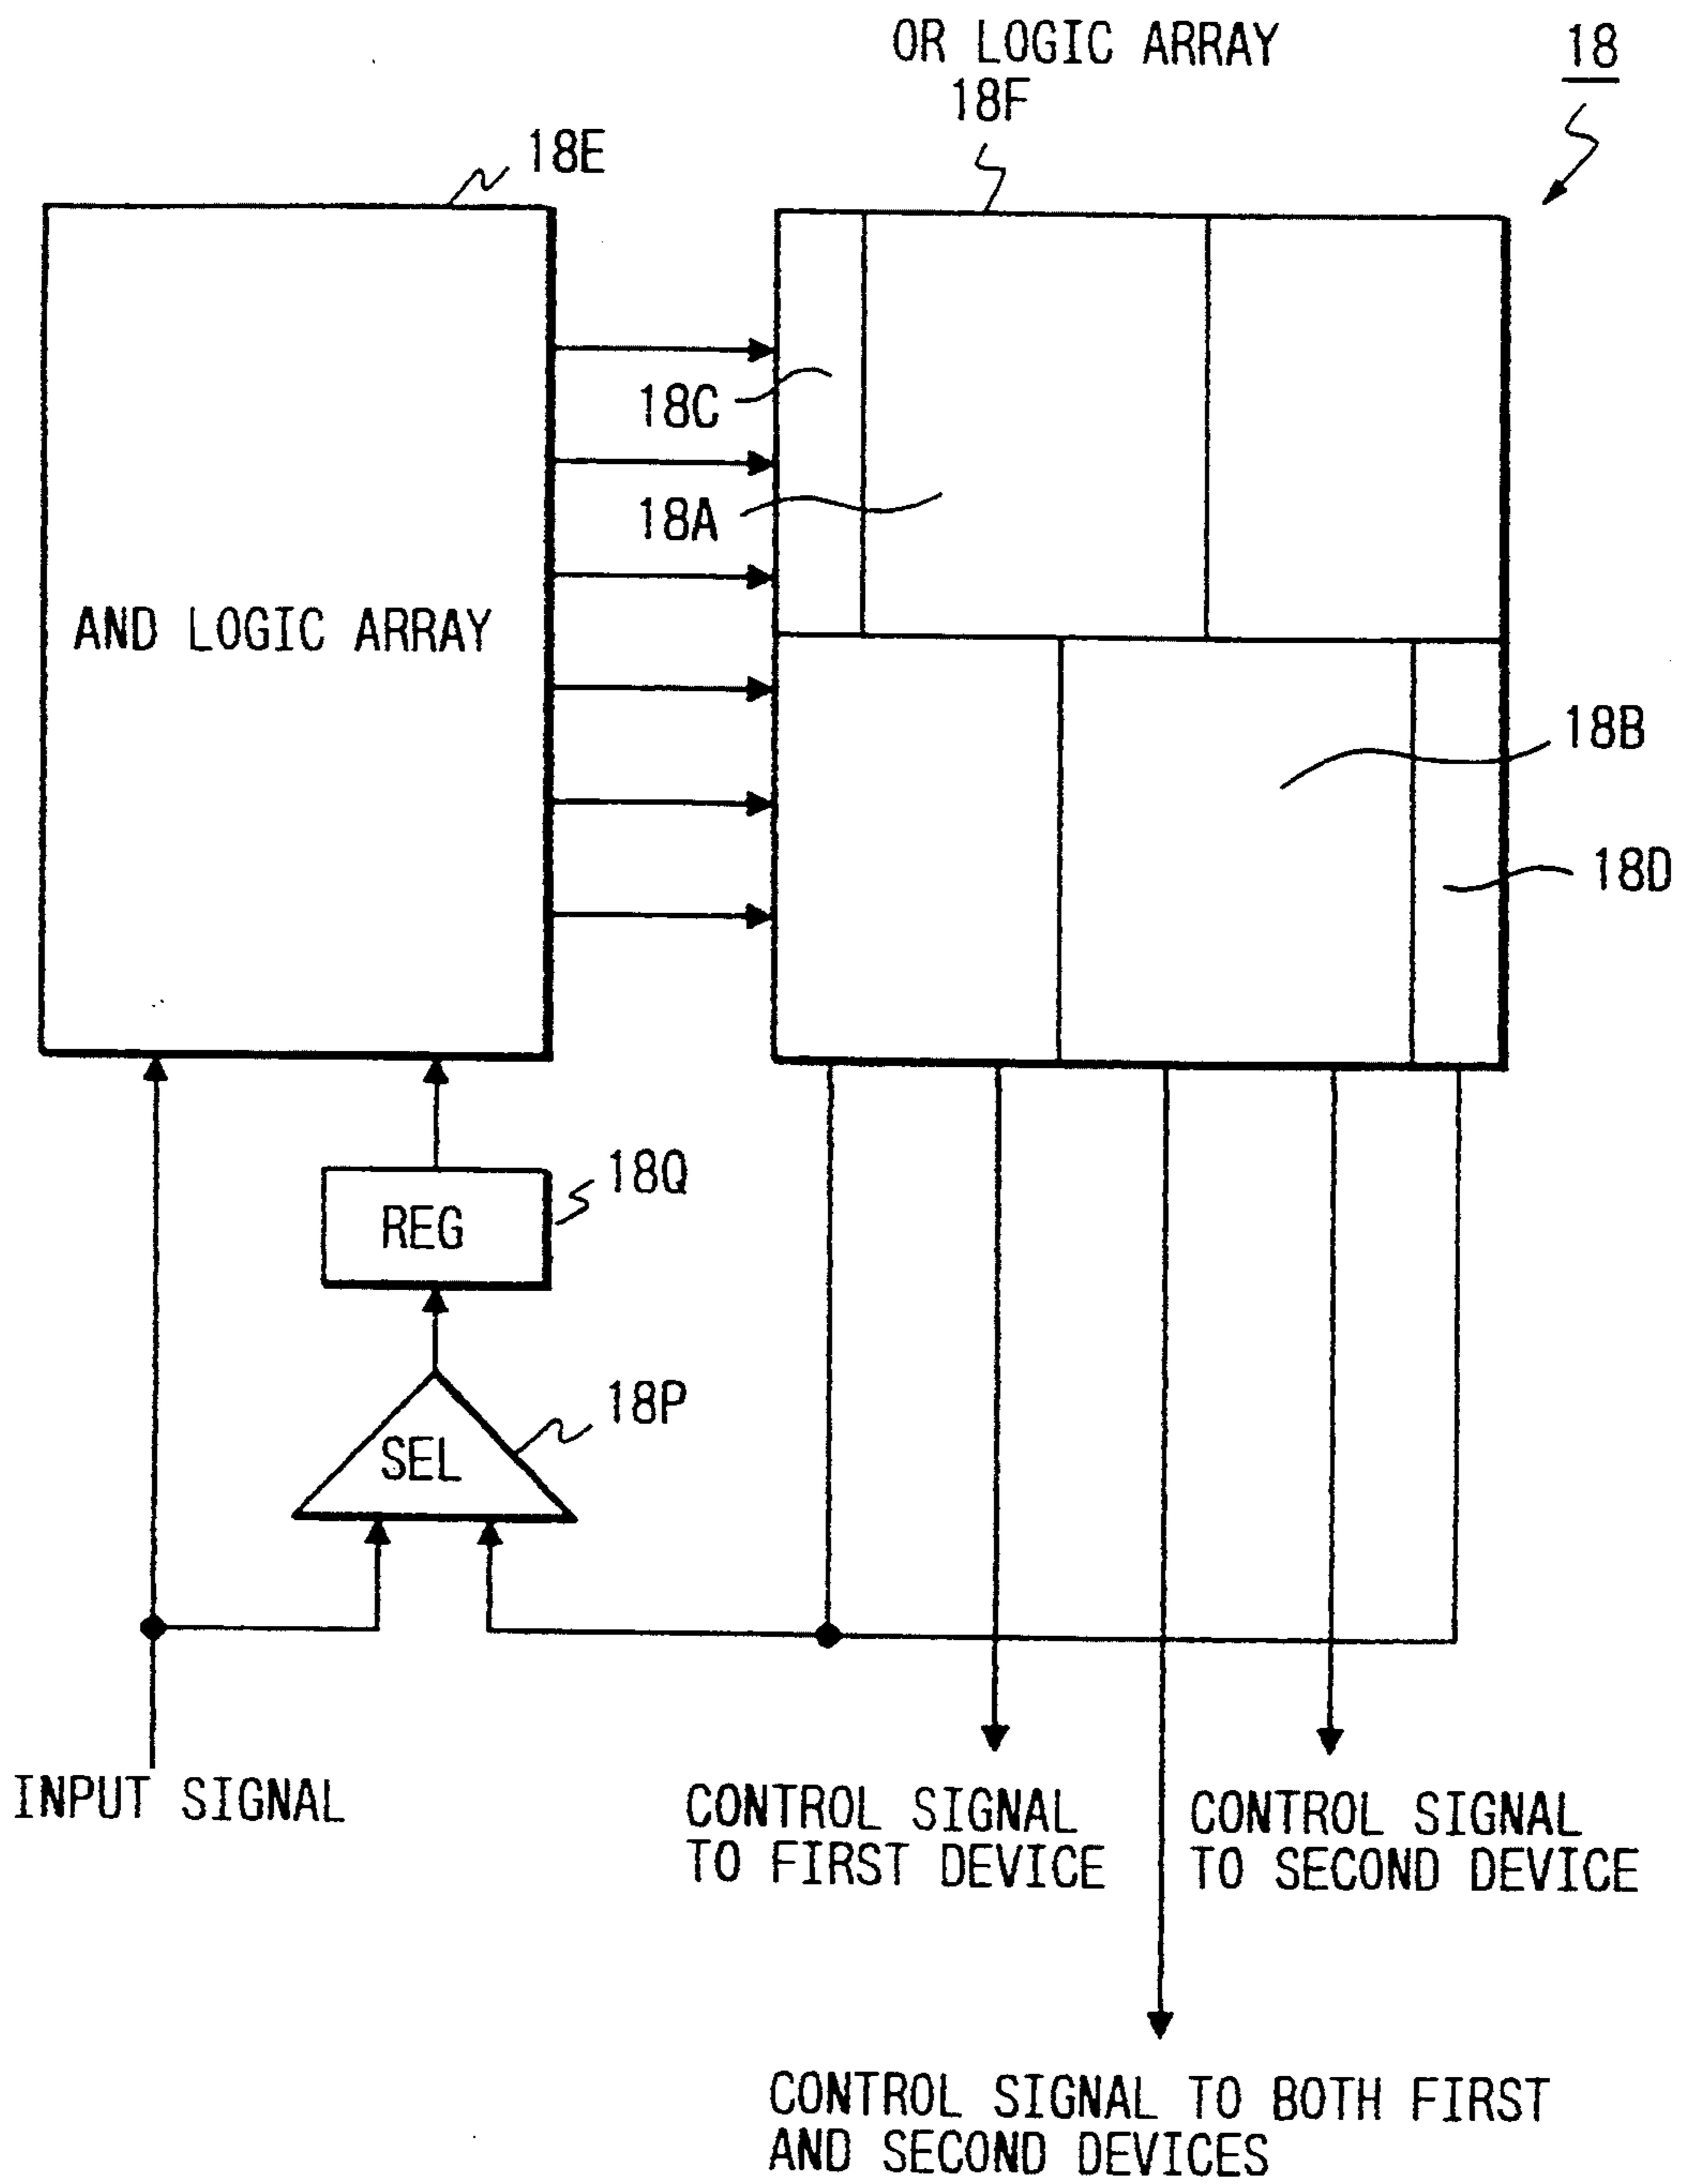 OR LOGIC ARRAY
18F
18
18E
18C
18A
AND LOGIC ARRAY
18B
18D
18Q
REG
18P
SEL
INPUT SIGNAL
CONTROL SIGNAL
TO FIRST DEVICE
CONTROL SIGNAL
TO SECOND DEVICE
CONTROL SIGNAL TO BOTH FIRST
AND SECOND DEVICES